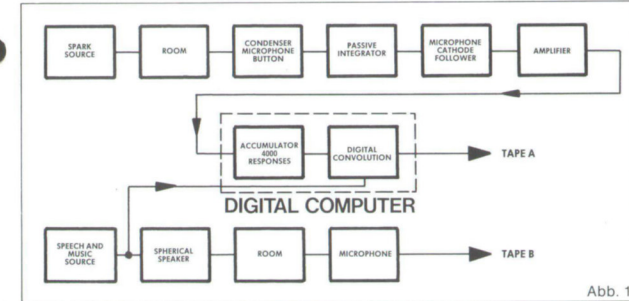 SPARK
SOURCE
ROOM
CONDENSER
MICROPHONE
BUTTON
PASSIVE
INTEGRATOR
MICROPHONE
CATHODE
FOLLOWER
AMPLIFIER
ACCUMULATOR
4000
RESPONSES
DIGITAL
CONVOLUTION
TAPE A
DIGITAL COMPUTER
SPEECH AND
MUSIC
SOURCE
SPHERICAL
SPEAKER
ROOM
MICROPHONE
TAPE B
Abb. 1